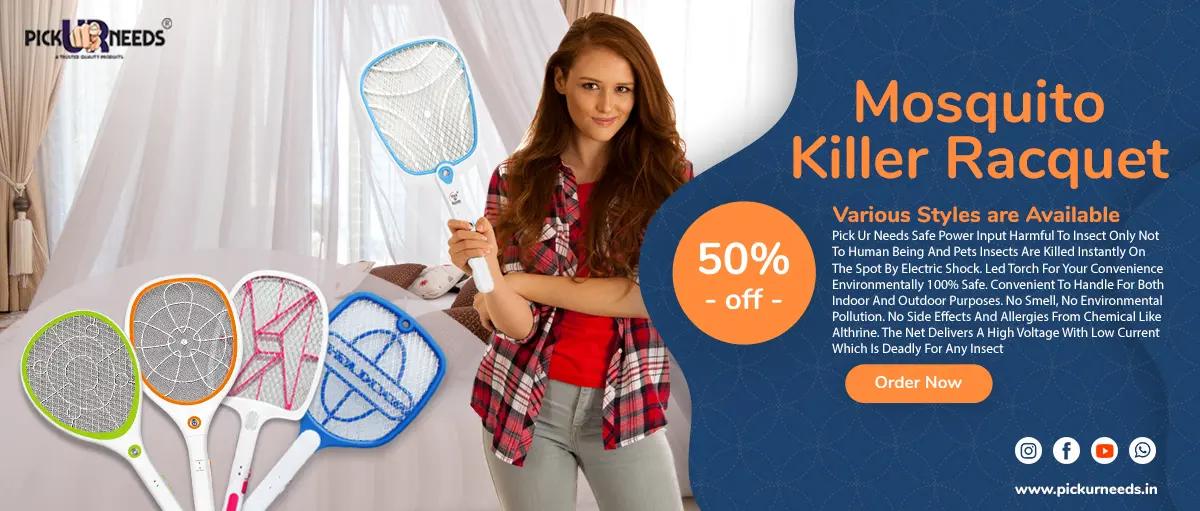 PICK UR NEEDS®
A TRUSTED QUALITY PRODUCTS
Mosquito
Killer Racquet
50%
- off -
Various Styles are Available
Pick Ur Needs Safe Power Input Harmful To Insect Only Not
To Human Being And Pets Insects Are Killed Instantly On
The Spot By Electric Shock. Led Torch For Your Convenience
Environmentally 100% Safe. Convenient To Handle For Both
Indoor And Outdoor Purposes. No Smell, No Environmental
Pollution. No Side Effects And Allergies From Chemical Like
Althrine. The Net Delivers A High Voltage With Low Current
Which Is Deadly For Any Insect
Order Now
www.pickurneeds.in